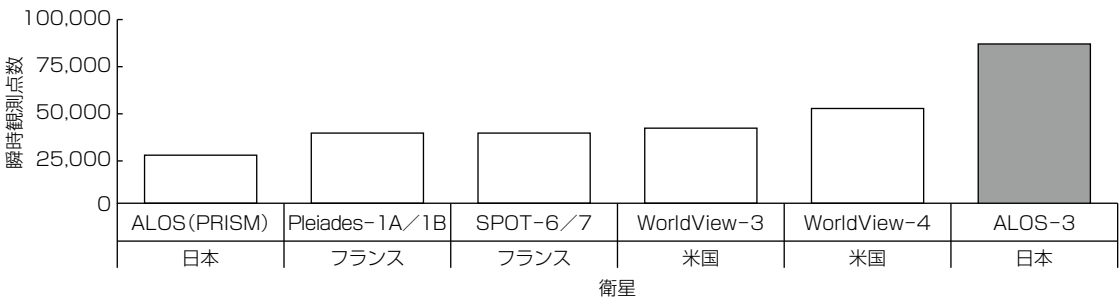 瞬時観測点数
100,000
75,000
50,000
25,000
0
ALOS(PRISM) Pleiades-1A/1B SPOT-6/7 WorldView-3 WorldView-4 ALOS-3
日本 フランス フランス 米国 米国 日本
衛星